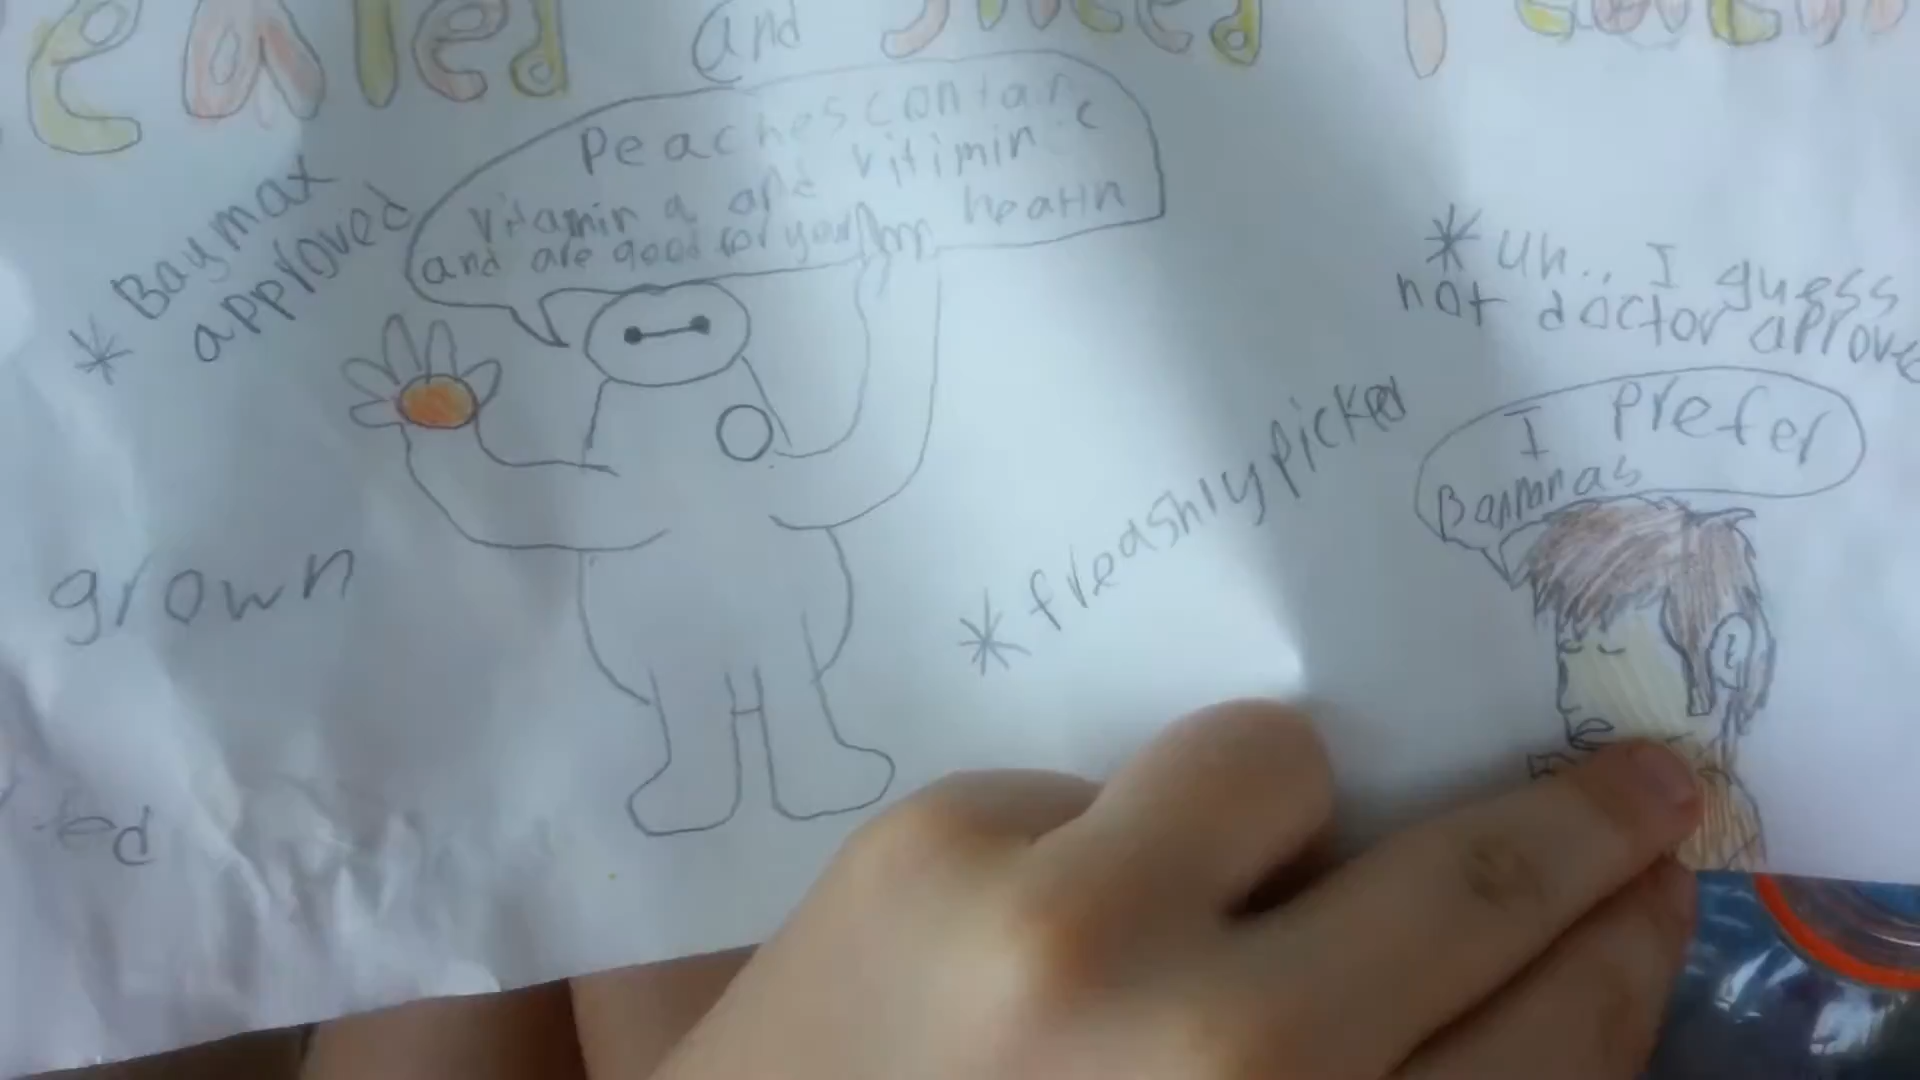 and
Peaches contain
vitamin a and vitimin c
and are good for your health
* Baymax
approved
* uh.. I guess
not doctor aprove
I prefer
Bannanas
* freashly picked
grown